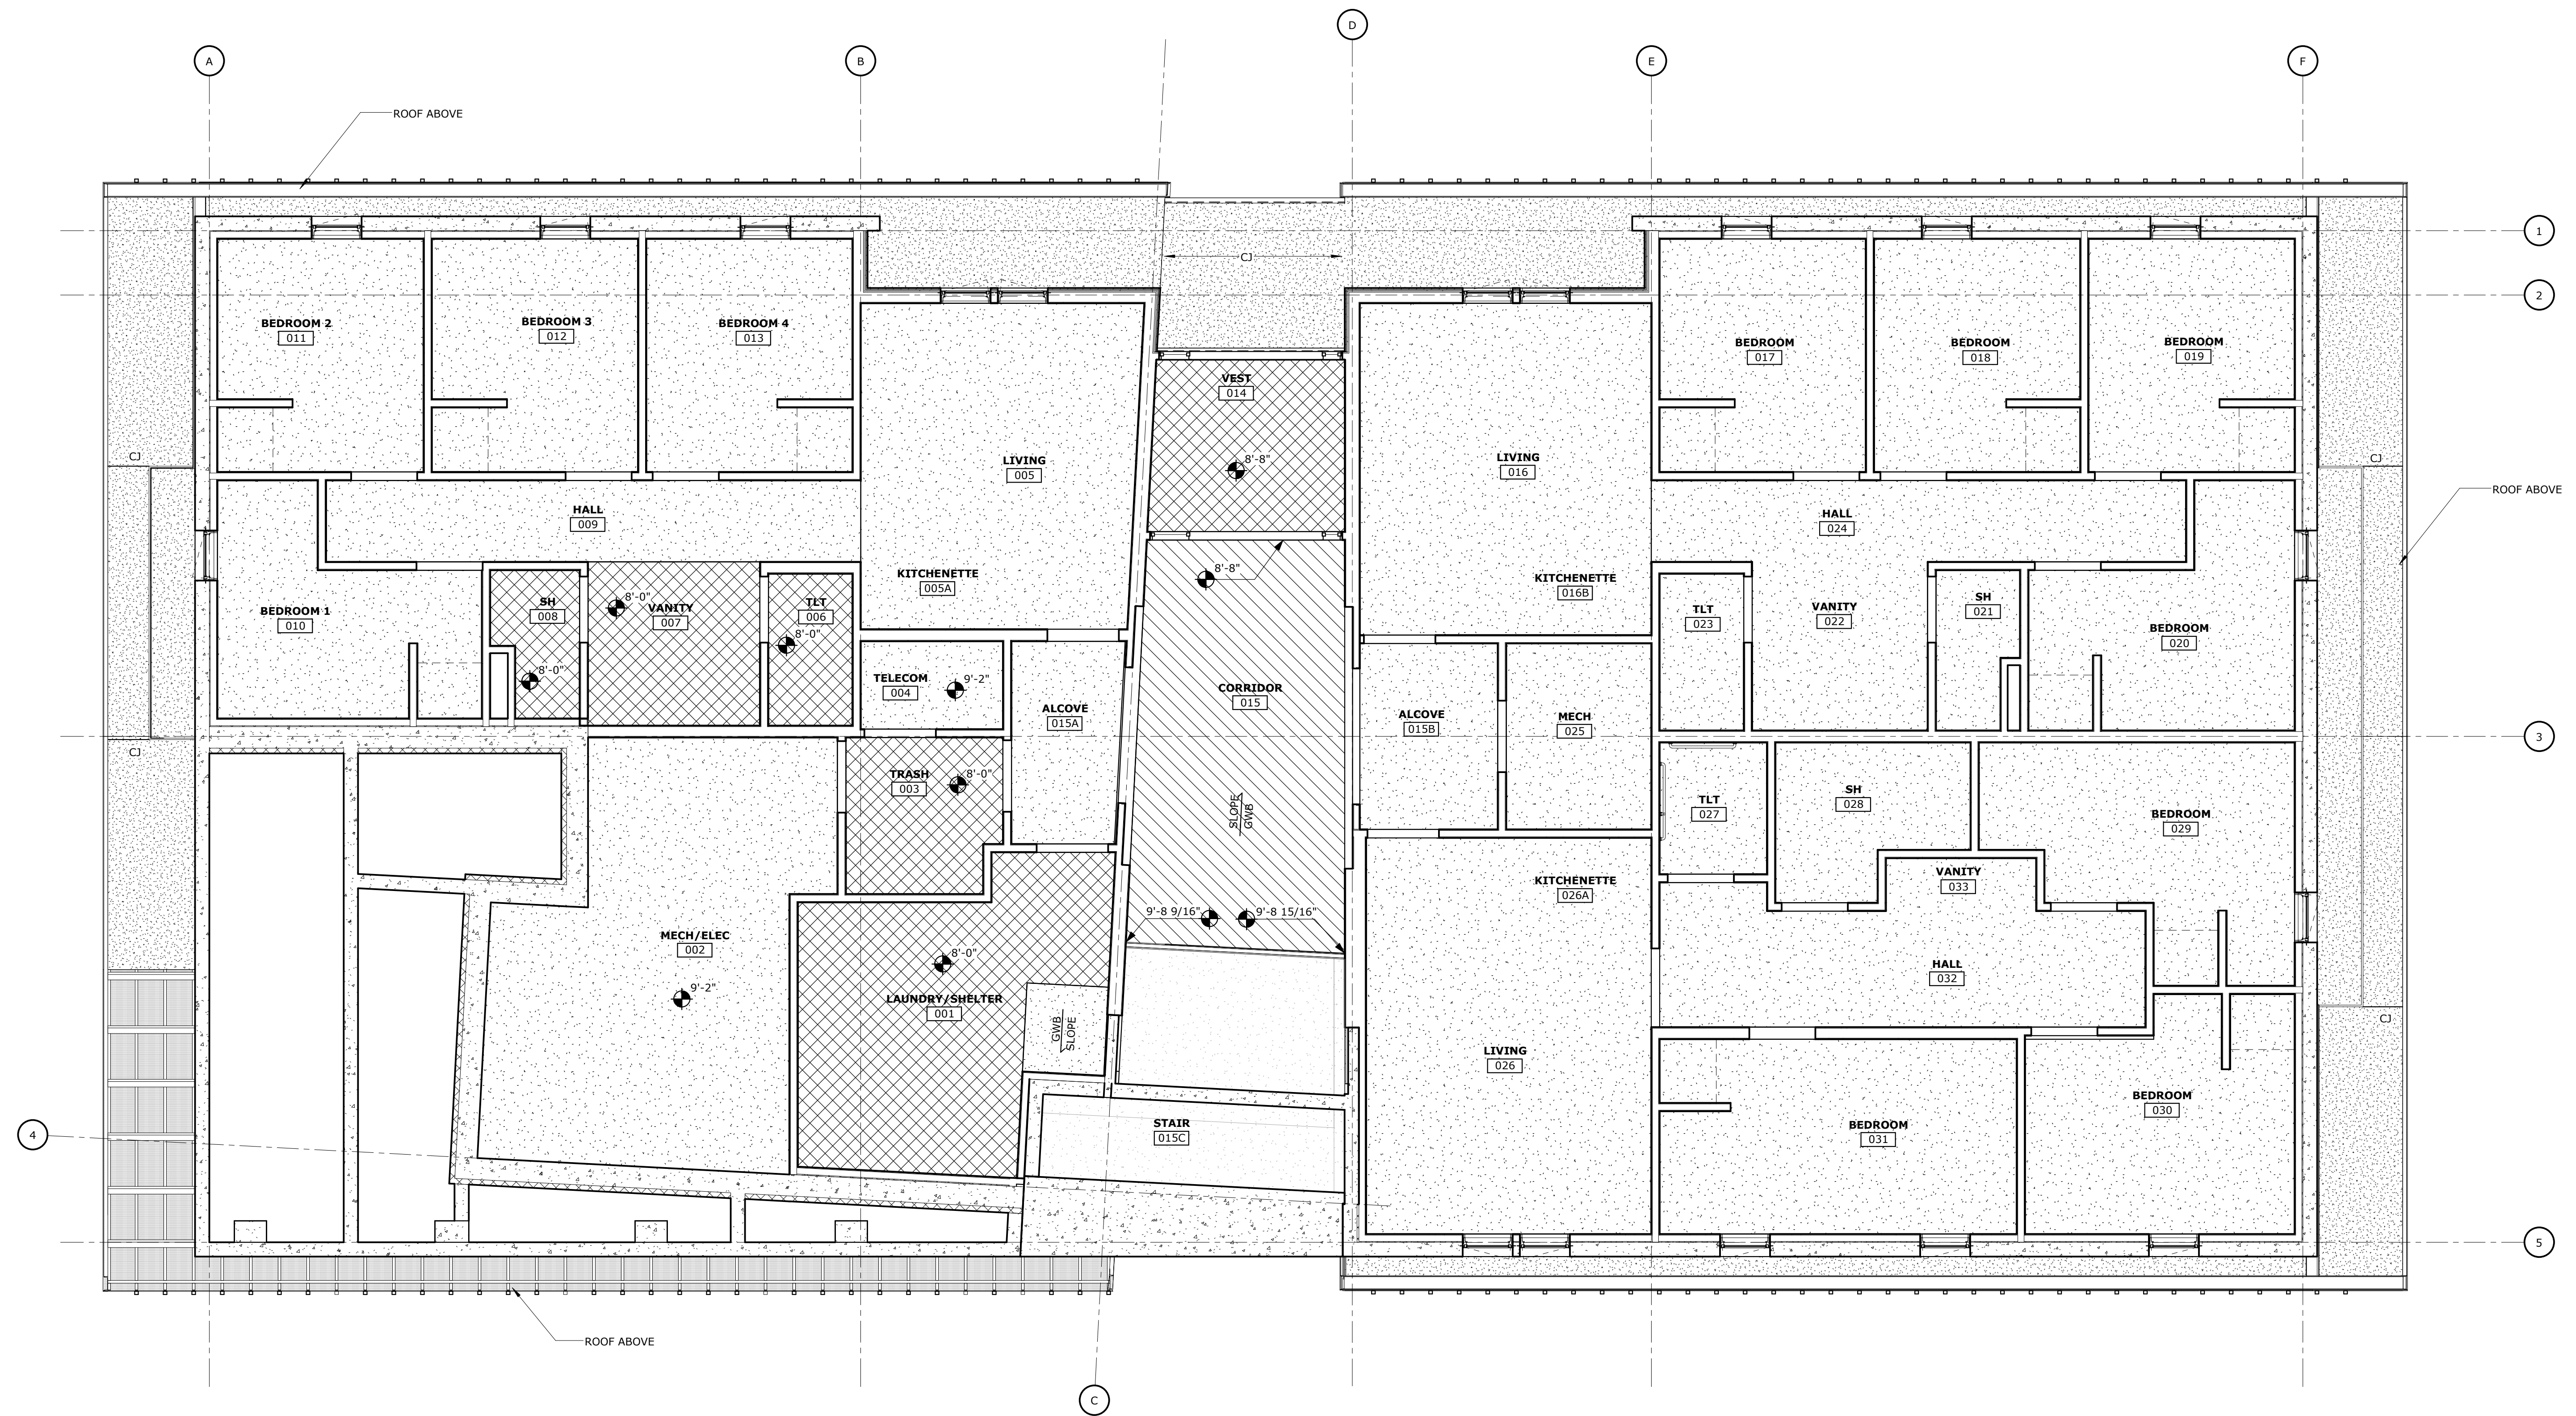 D
A
B
E
F
ROOF ABOVE
1
CJ
2
BEDROOM 2
011
BEDROOM 3
012
BEDROOM 4
013
BEDROOM
017
BEDROOM
018
BEDROOM
019
VEST
014
8'-8"
CJ
LIVING
005
LIVING
016
CJ
ROOF ABOVE
HALL
009
HALL
024
8'-8"
KITCHENETTE
005A
KITCHENETTE
016B
BEDROOM 1
010
SH
008
8'-0"
VANITY
007
TLT
006
8'-0"
8'-0"
TLT
023
VANITY
022
SH
021
BEDROOM
020
TELECOM
004
9'-2"
ALCOVE
015A
CORRIDOR
015
ALCOVE
015B
MECH
025
3
CJ
TRASH
003
8'-0"
SLOPE
GWB
TLT
027
SH
028
BEDROOM
029
VANITY
033
KITCHENETTE
026A
9'-8 9/16"
9'-8 15/16"
MECH/ELEC
002
9'-2"
8'-0"
LAUNDRY/SHELTER
001
GWB
SLOPE
HALL
032
CJ
LIVING
026
STAIR
015C
BEDROOM
031
BEDROOM
030
4
5
ROOF ABOVE
C